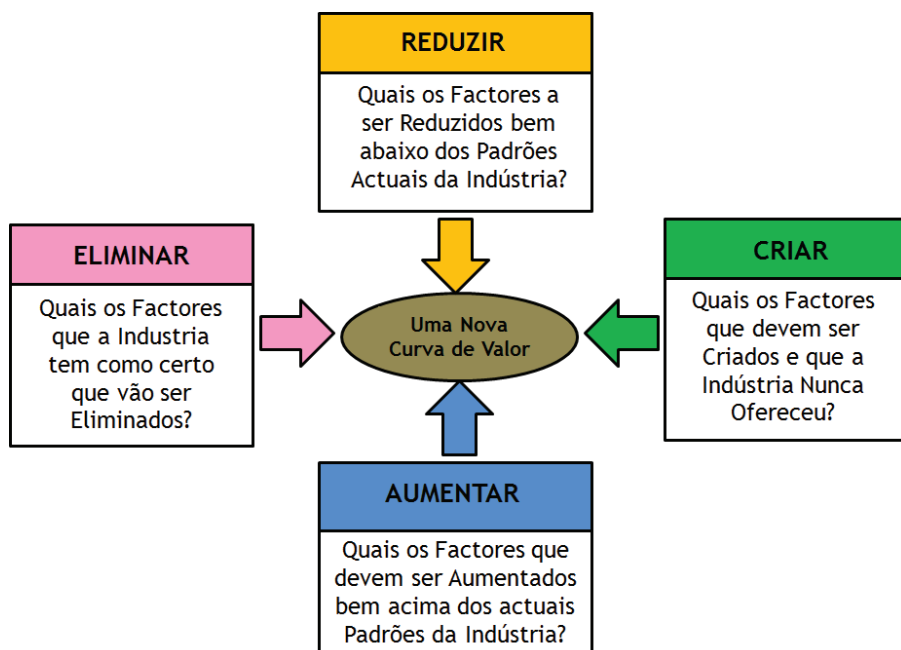 REDUZIR
Quais os Factores a
ser Reduzidos bem
abaixo dos Padrões
Actuais da Indústria?
ELIMINAR
Quais os Factores
que a Industria
tem como certo
que vão ser
Eliminados?
Uma Nova
Curva de Valor
CRIAR
Quais os Factores
que devem ser
Criados e que a
Indústria Nunca
Ofereceu?
AUMENTAR
Quais os Factores que
devem ser Aumentados
bem acima dos actuais
Padrões da Indústria?